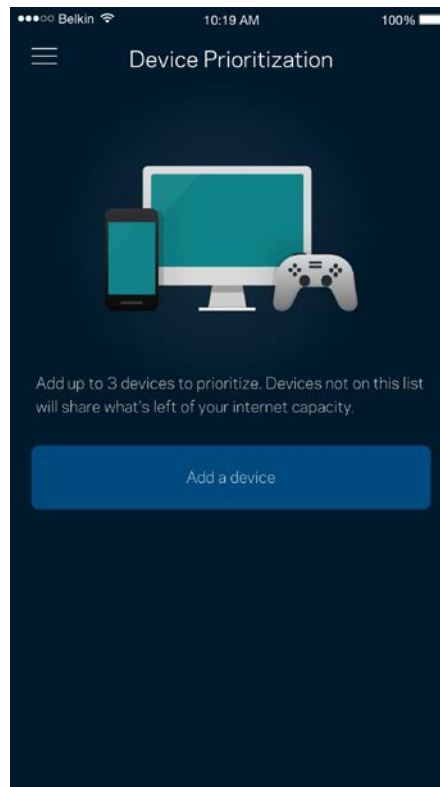 Belkin 10:19 AM 100%
Device Prioritization
Add up to 3 devices to prioritize. Devices not on this list
will share what's left of your internet capacity.
Add a device